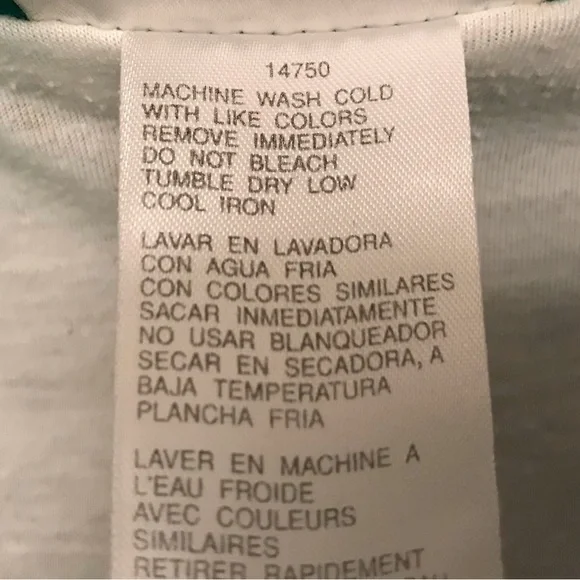 14750
MACHINE WASH COLD
WITH LIKE COLORS
REMOVE IMMEDIATELY
DO NOT BLEACH
TUMBLE DRY LOW
COOL IRON
LAVAR EN LAVADORA
CON AGUA FRIA
CON COLORES SIMILARES
SACAR INMEDIATAMENTE
NO USAR BLANQUEADOR
SECAR EN SECADORA, A
BAJA TEMPERATURA
PLANCHA FRIA
LAVER EN MACHINE A
L'EAU FROIDE
AVEC COULEURS
SIMILAIRES
RETIRER RAPIDEMENT